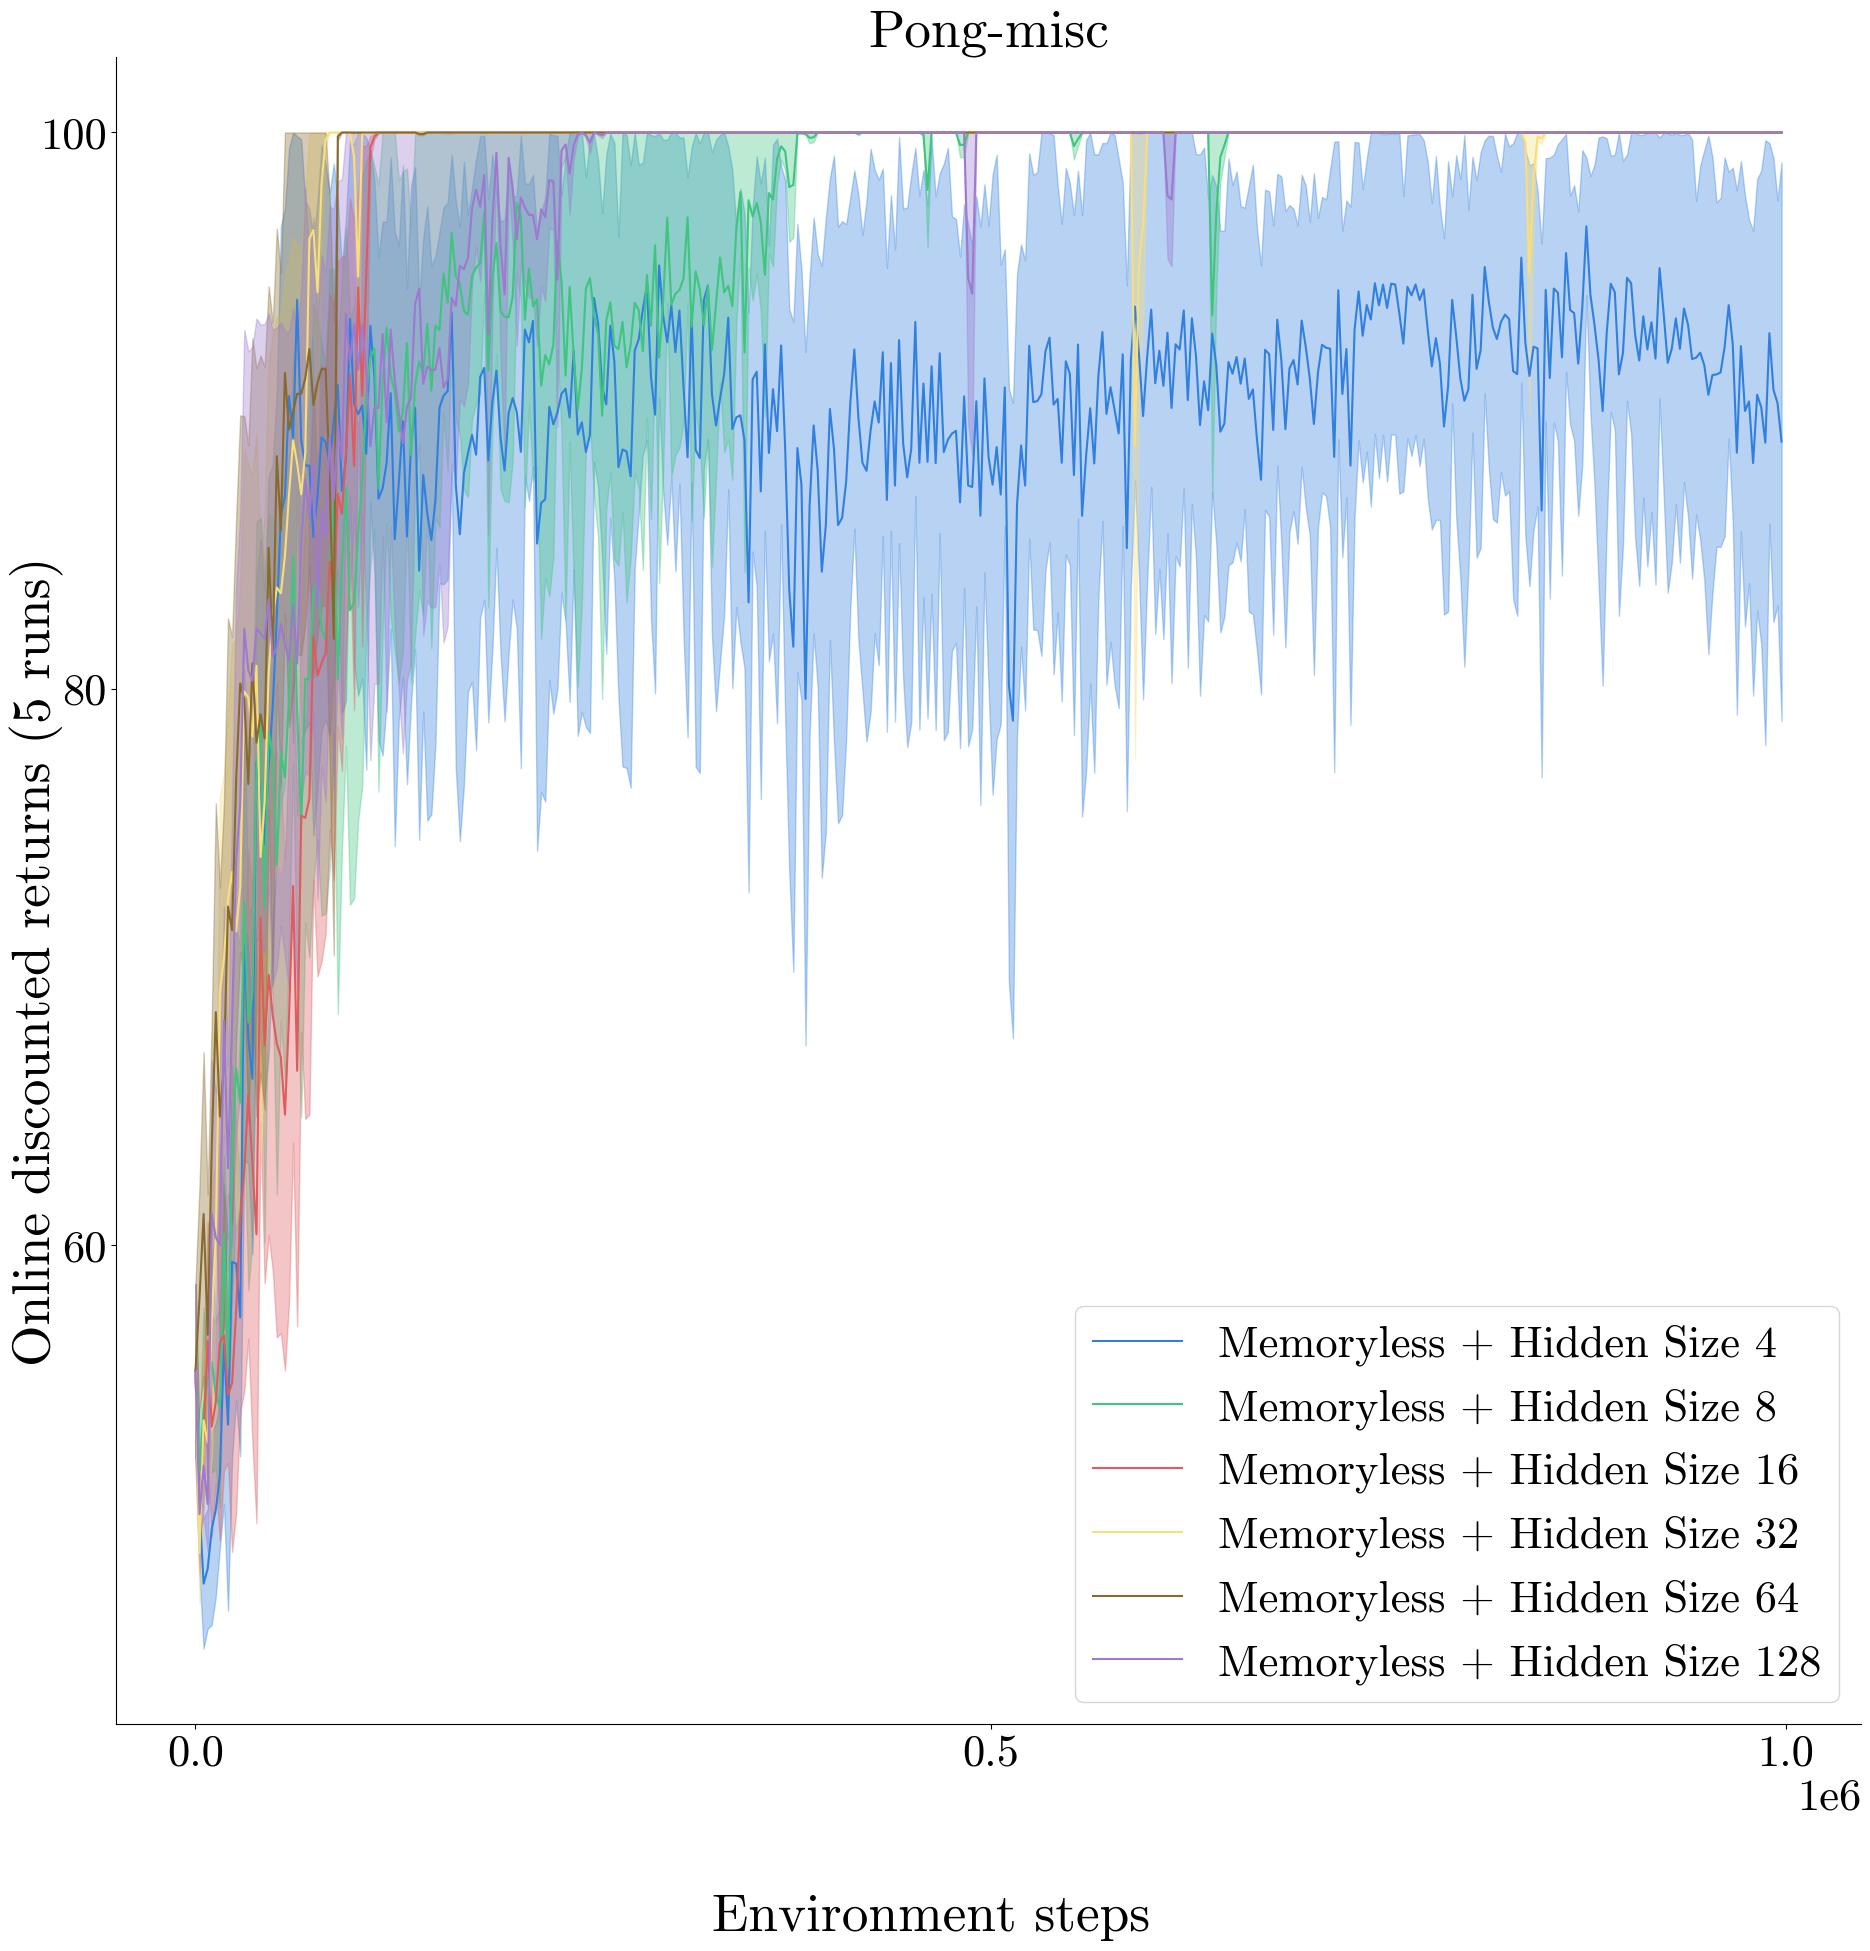 Pong-misc
100
80
60
Online discounted returns (5 runs)
Memoryless + Hidden Size 4
Memoryless + Hidden Size 8
Memoryless + Hidden Size 16
Memoryless + Hidden Size 32
Memoryless + Hidden Size 64
Memoryless + Hidden Size 128
0.0 0.5 1.0
1e6
Environment steps